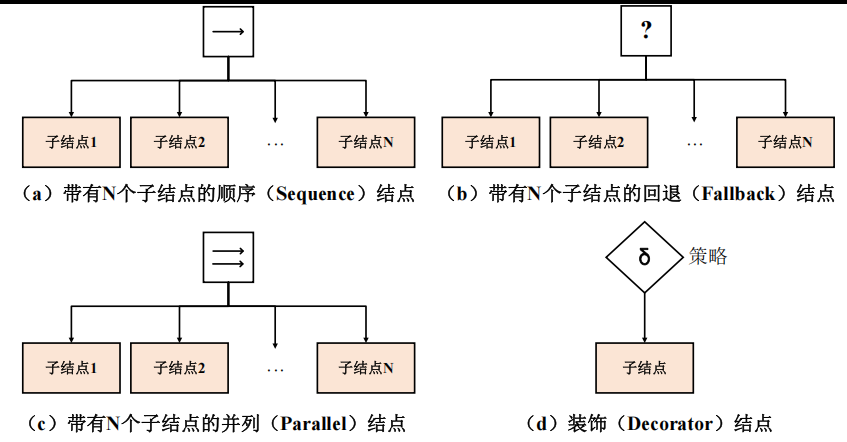 → ?
子结点1 子结点2 … 子结点N 子结点1 子结点2 … 子结点N
（a）带有N个子结点的顺序（Sequence）结点 （b）带有N个子结点的回退（Fallback）结点
δ 策略
子结点1 子结点2 … 子结点N 子结点
（c）带有N个子结点的并列（Parallel）结点 （d）装饰（Decorator）结点